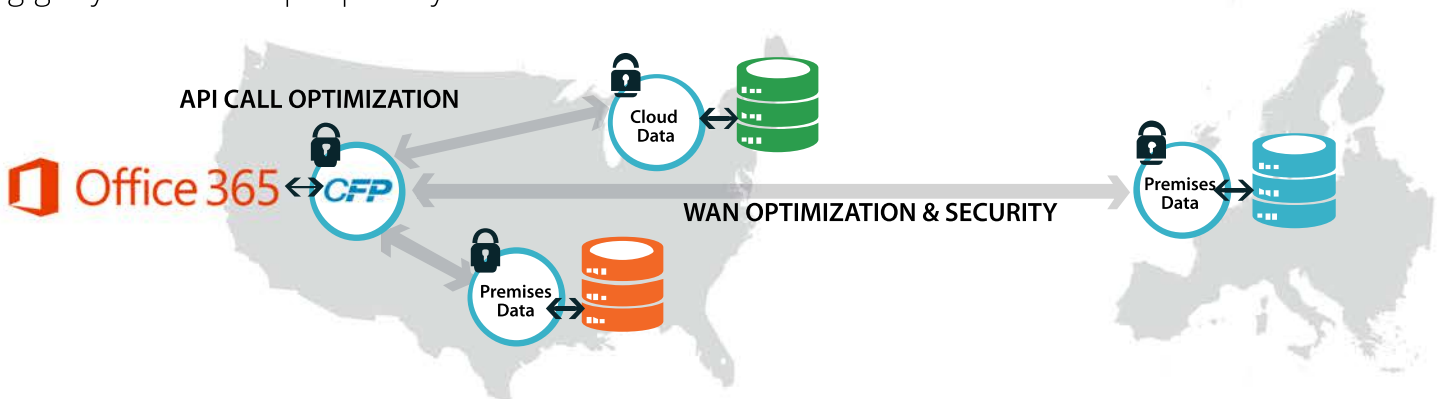 API CALL OPTIMIZATION
Cloud
Data
Office 365
CFP
Premises
Data
WAN OPTIMIZATION & SECURITY
Premises
Data